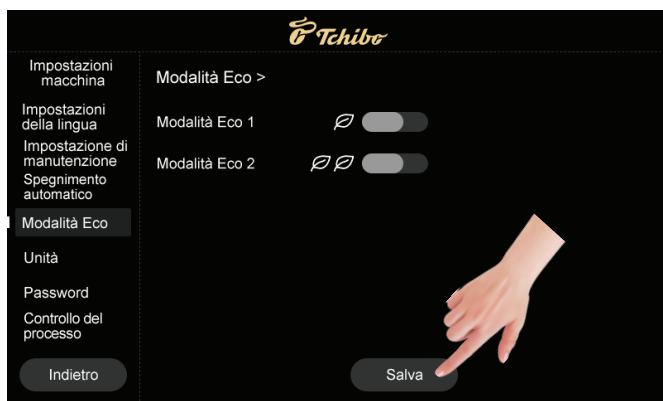 Tchibo
Impostazioni
macchina
Impostazioni
della lingua
Impostazione di
manutenzione
Spegnimento
automatico
Modalità Eco
Unità
Password
Controllo del
processo
Indietro
Modalità Eco >
Modalità Eco 1
Modalità Eco 2
Salva